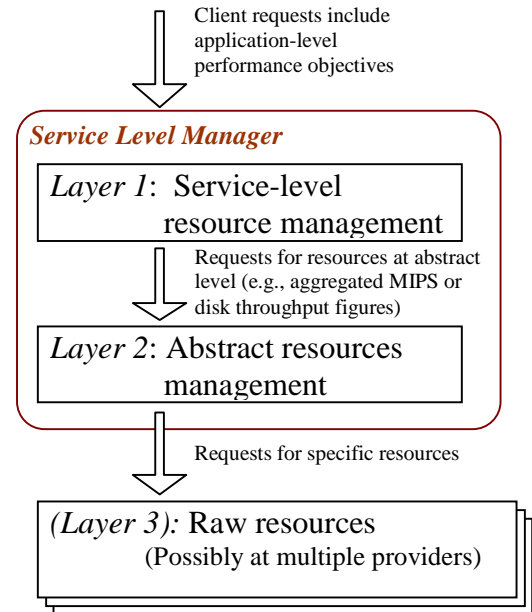 Client requests include
application-level
performance objectives
Service Level Manager
Layer 1: Service-level
resource management
Requests for resources at abstract
level (e.g., aggregated MIPS or
disk throughput figures)
Layer 2: Abstract resources
management
Requests for specific resources
(Layer 3): Raw resources
(Possibly at multiple providers)